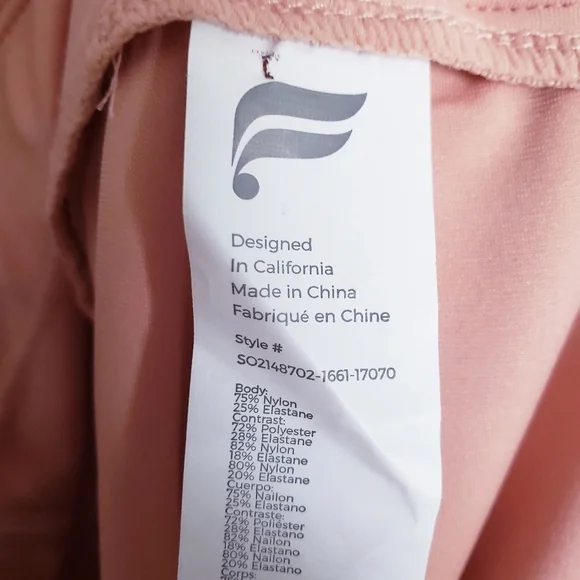 Designed
In California
Made in China
Fabriqué en Chine
Style #
SO2148702-1661-17070
Body:
75% Nylon
25% Elastane
Contrast:
72% Polyester
28% Elastane
82% Nylon
18% Elastane
80% Nylon
20% Elastane
Cuerpo:
75% Nailon
25% Elastano
Contraste:
72% Poliéster
28% Elastano
82% Nailon
18% Elastano
80% Nailon
20% Elastano
Corps: